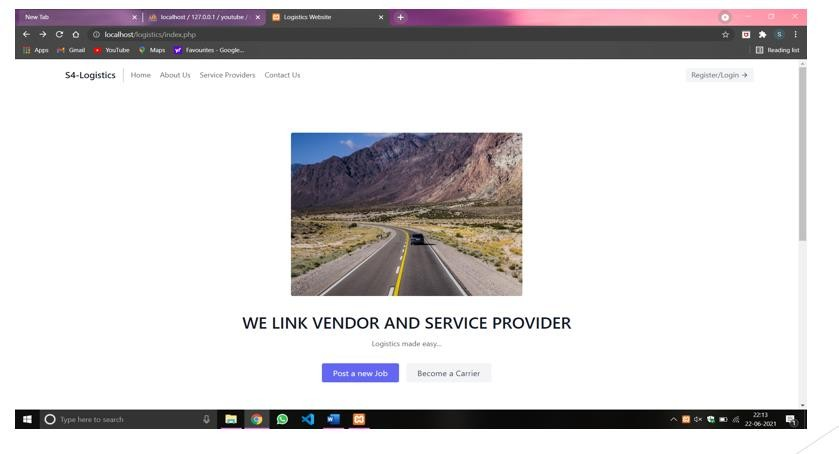 New Tab
localhost / 127.0.0.1 / youtube /
Logistics Website
localhost/logistics/index.php
S
Apps
Gmail
YouTube
Maps
Favourites - Google...
Reading list
S4-Logistics
Home
About Us
Service Providers
Contact Us
Register/Login →
WE LINK VENDOR AND SERVICE PROVIDER
Logistics made easy...
Post a new Job
Become a Carrier
Type here to search
22:13
22-06-2021